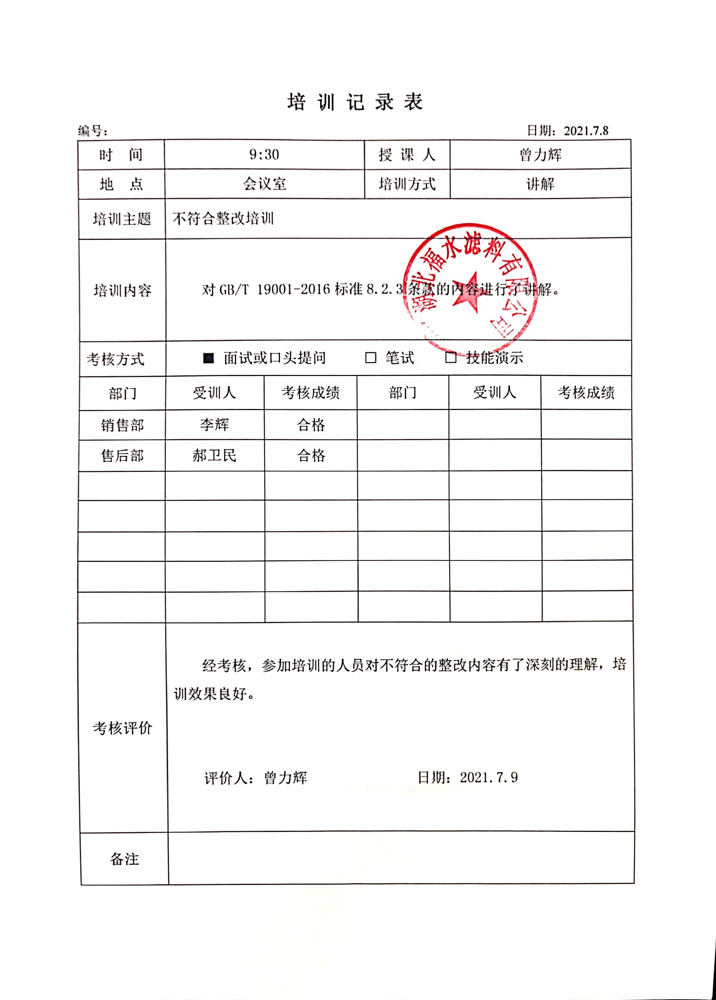 培训记录表
编号： 日期：2021.7.8
时 间 9:30 授课人 曾力辉
地 点 会议室 培训方式 讲解
培训主题 不符合整改培训
湖北福水滤料有限公司
培训内容 对 GB/T 19001-2016 标准 8.2.3 条款的内容进行了讲解。
考核方式 ■ 面试或口头提问 □ 笔试 □ 技能演示
部门 受训人 考核成绩 部门 受训人 考核成绩
销售部 李辉 合格
售后部 郝卫民 合格
经考核，参加培训的人员对不符合的整改内容有了深刻的理解，培
训效果良好。
考核评价
评价人：曾力辉 日期：2021.7.9
备注